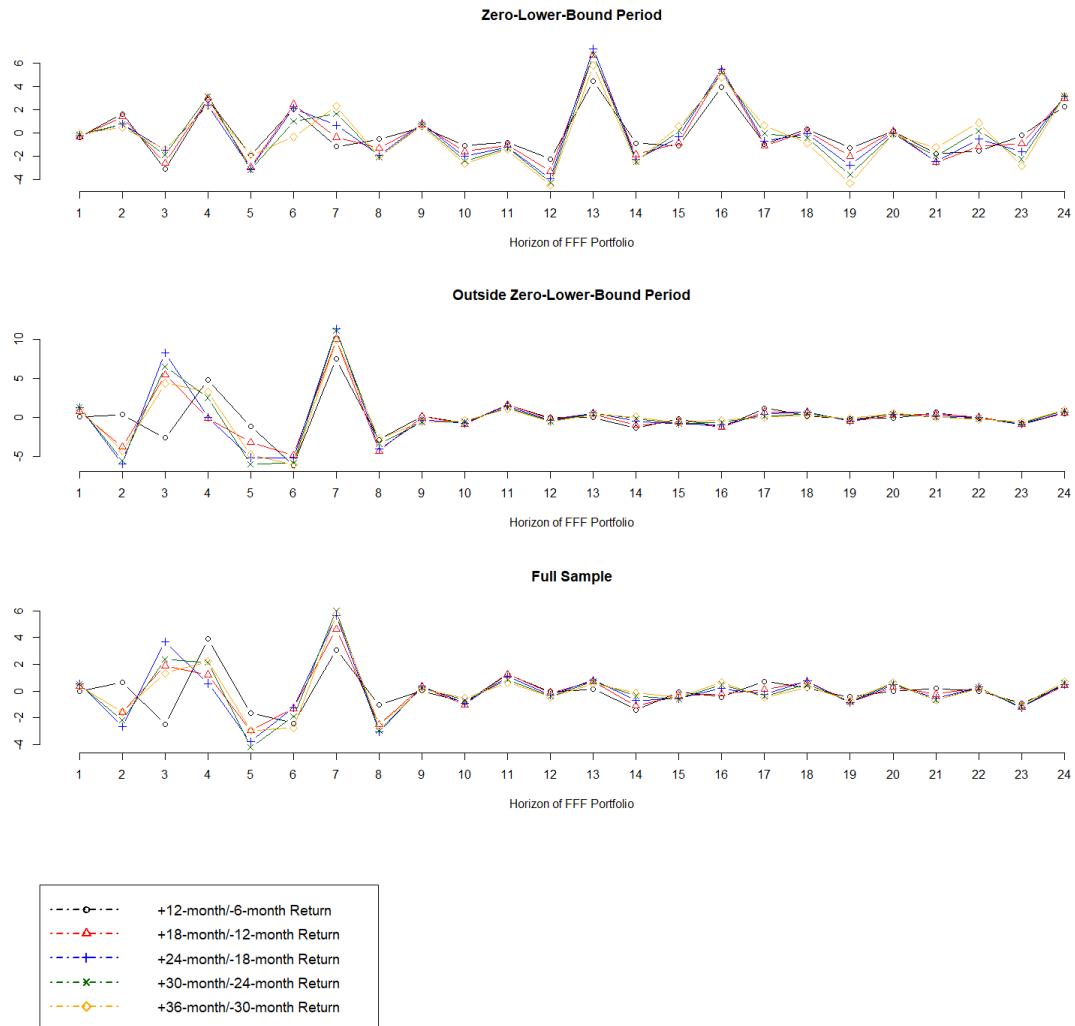 Zero-Lower-Bound Period
6
4
2
0
-2
-4
1 2 3 4 5 6 7 8 9 10 11 12 13 14 15 16 17 18 19 20 21 22 23 24
Horizon of FFF Portfolio
Outside Zero-Lower-Bound Period
10
5
0
-5
1 2 3 4 5 6 7 8 9 10 11 12 13 14 15 16 17 18 19 20 21 22 23 24
Horizon of FFF Portfolio
Full Sample
6
4
2
0
-2
-4
1 2 3 4 5 6 7 8 9 10 11 12 13 14 15 16 17 18 19 20 21 22 23 24
Horizon of FFF Portfolio
+12-month/-6-month Return
+18-month/-12-month Return
+24-month/-18-month Return
+30-month/-24-month Return
+36-month/-30-month Return